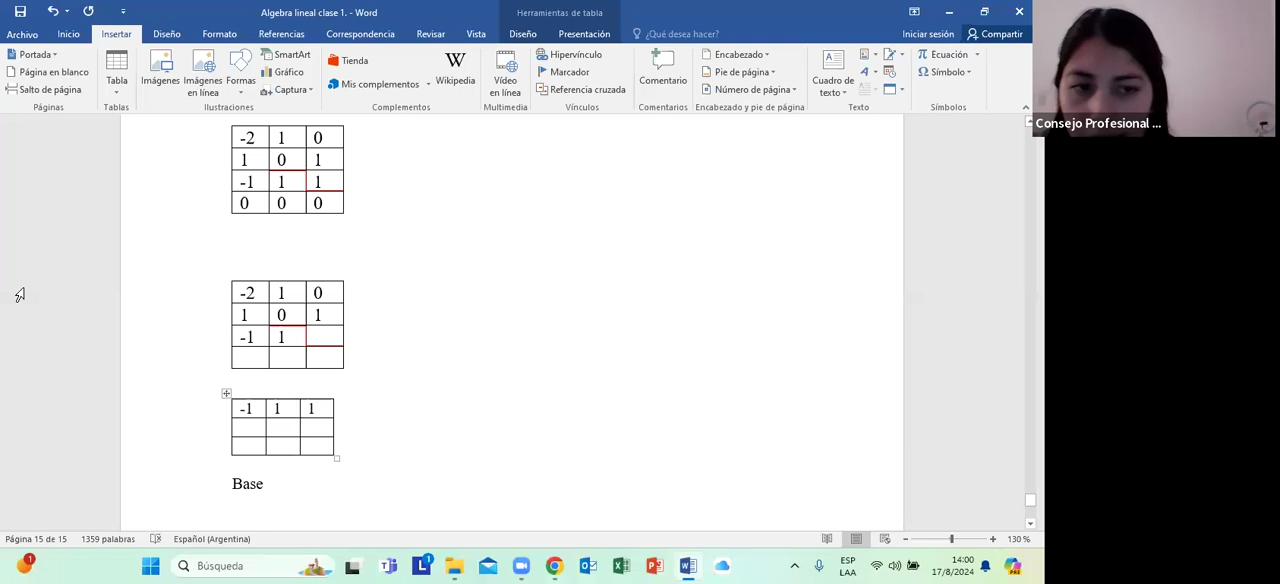 Algebra lineal clase 1. - Word
Herramientas de tabla
Archivo Inicio Insertar Diseño Formato Referencias Correspondencia Revisar Vista Diseño Presentación ¿Qué desea hacer? Iniciar sesión Compartir
Portada
Página en blanco
Salto de página
Páginas
Tabla
Tablas
Imágenes
Imágenes en línea
Formas
SmartArt
Gráfico
Captura
Ilustraciones
Tienda
Mis complementos
Wikipedia
Complementos
Vídeo en línea
Multimedia
Hipervínculo
Marcador
Referencia cruzada
Vínculos
Comentario
Comentarios
Encabezado
Pie de página
Número de página
Encabezado y pie de página
Cuadro de texto
Texto
Ecuación
Símbolo
Símbolos
Consejo Profesional ...
-2 1 0
1 0 1
-1 1 1
0 0 0
-2 1 0
1 0 1
-1 1
-1 1 1
Base
Página 15 de 15 1359 palabras Español (Argentina) 130 %
1
Búsqueda
1
ESP
LAA
14:00
17/8/2024